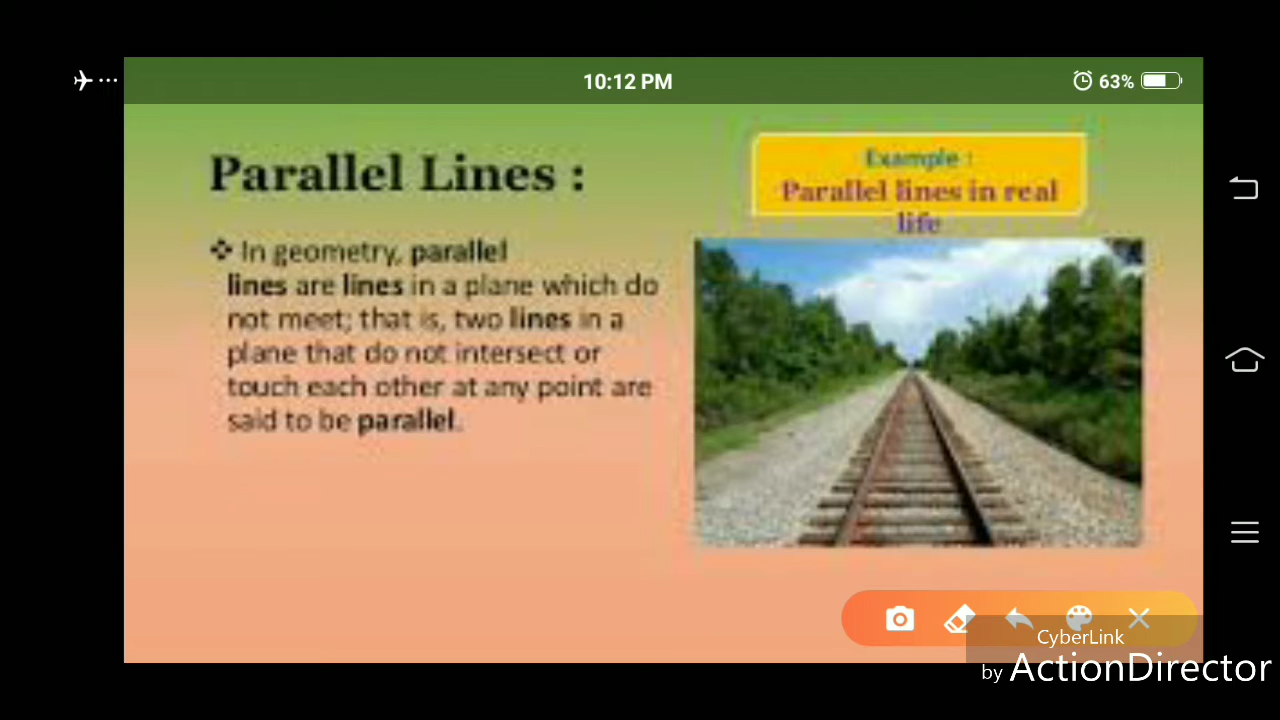 10:12 PM
63%
Parallel Lines :
Example :
Parallel lines in real
life
❖ In geometry, parallel
lines are lines in a plane which do
not meet; that is, two lines in a
plane that do not intersect or
touch each other at any point are
said to be parallel.
CyberLink
by ActionDirector